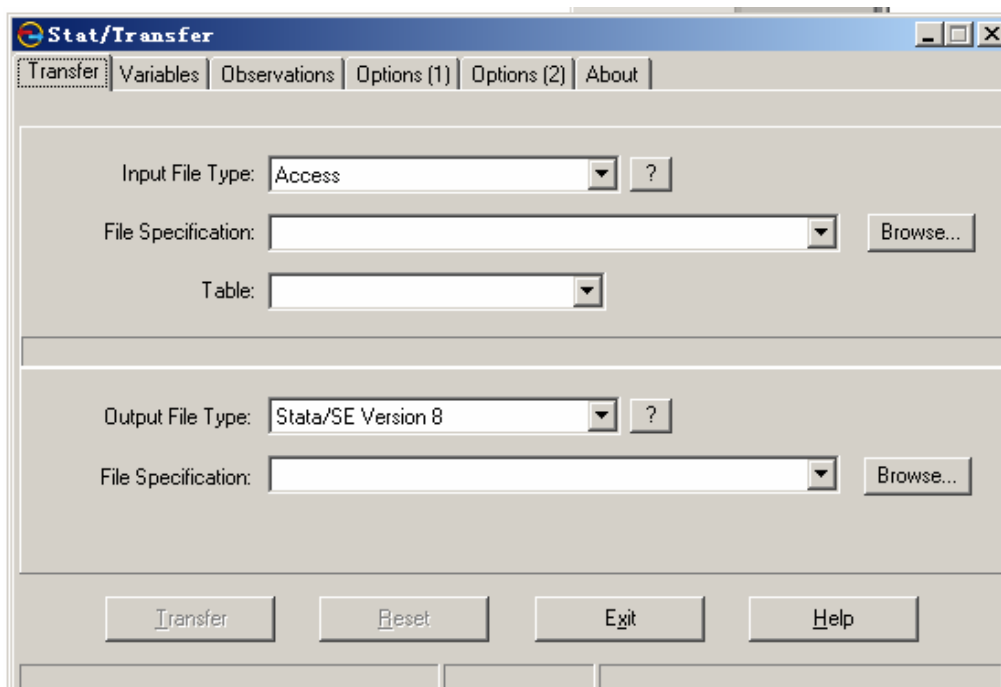 Stat/Transfer
Transfer Variables Observations Options (1) Options (2) About
Input File Type: Access ?
File Specification: Browse...
Table:
Output File Type: Stata/SE Version 8 ?
File Specification: Browse...
Transfer Reset Exit Help